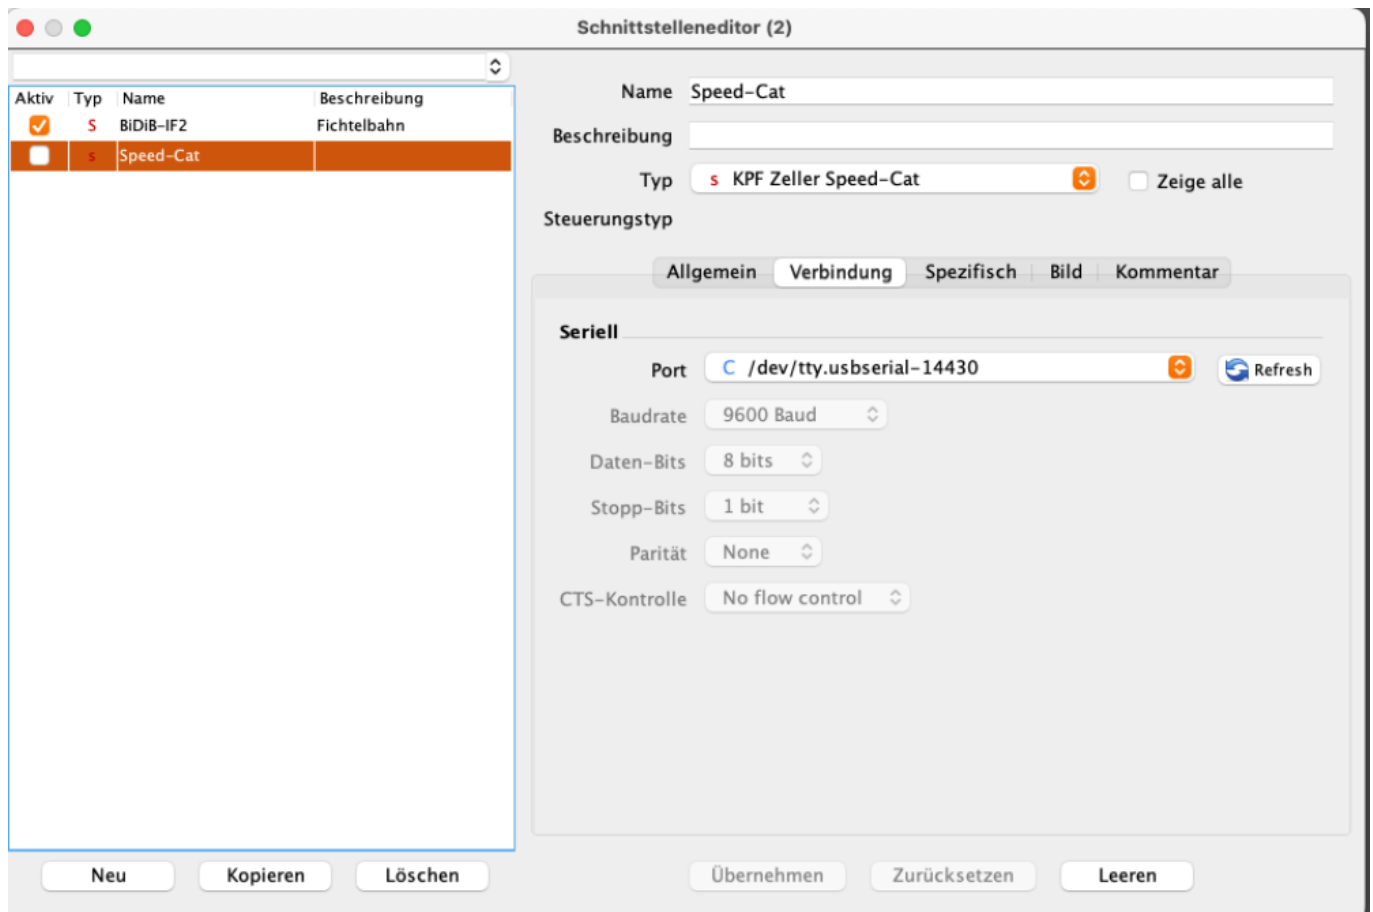 Schnittstelleneditor (2)
Aktiv Typ Name Beschreibung
S BiDiB-IF2 Fichtelbahn
s Speed-Cat
Name Speed-Cat
Beschreibung
Typ s KPF Zeller Speed-Cat Zeige alle
Steuerungstyp
Allgemein Verbindung Spezifisch Bild Kommentar
Seriell
Port C /dev/tty.usbserial-14430 Refresh
Baudrate 9600 Baud
Daten-Bits 8 bits
Stopp-Bits 1 bit
Parität None
CTS-Kontrolle No flow control
Neu Kopieren Löschen Übernehmen Zurücksetzen Leeren